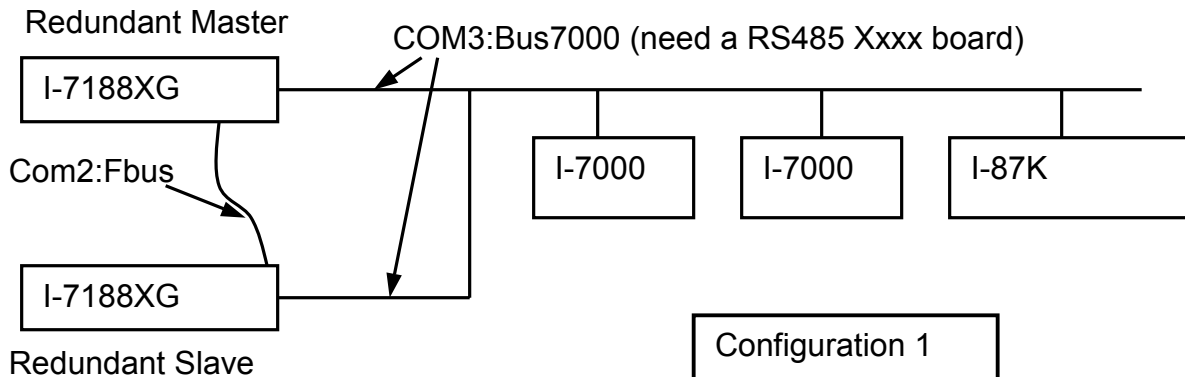 Redundant Master
COM3:Bus7000 (need a RS485 Xxxx board)
I-7188XG
Com2:Fbus
I-7000
I-7000
I-87K
I-7188XG
Configuration 1
Redundant Slave